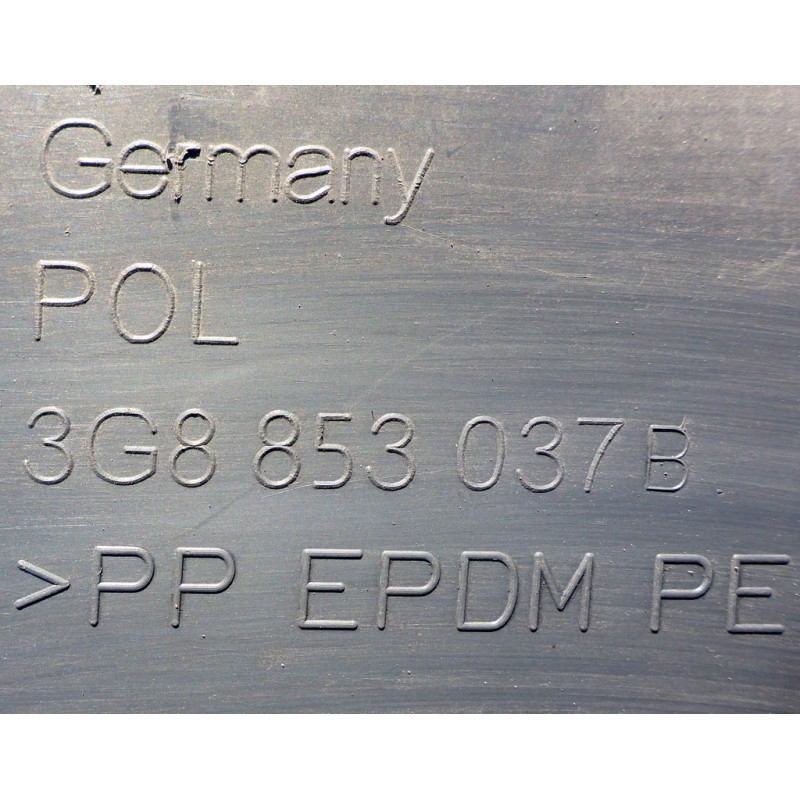 Germany
POL
3G8 853 037 B
>PP EPDM PE